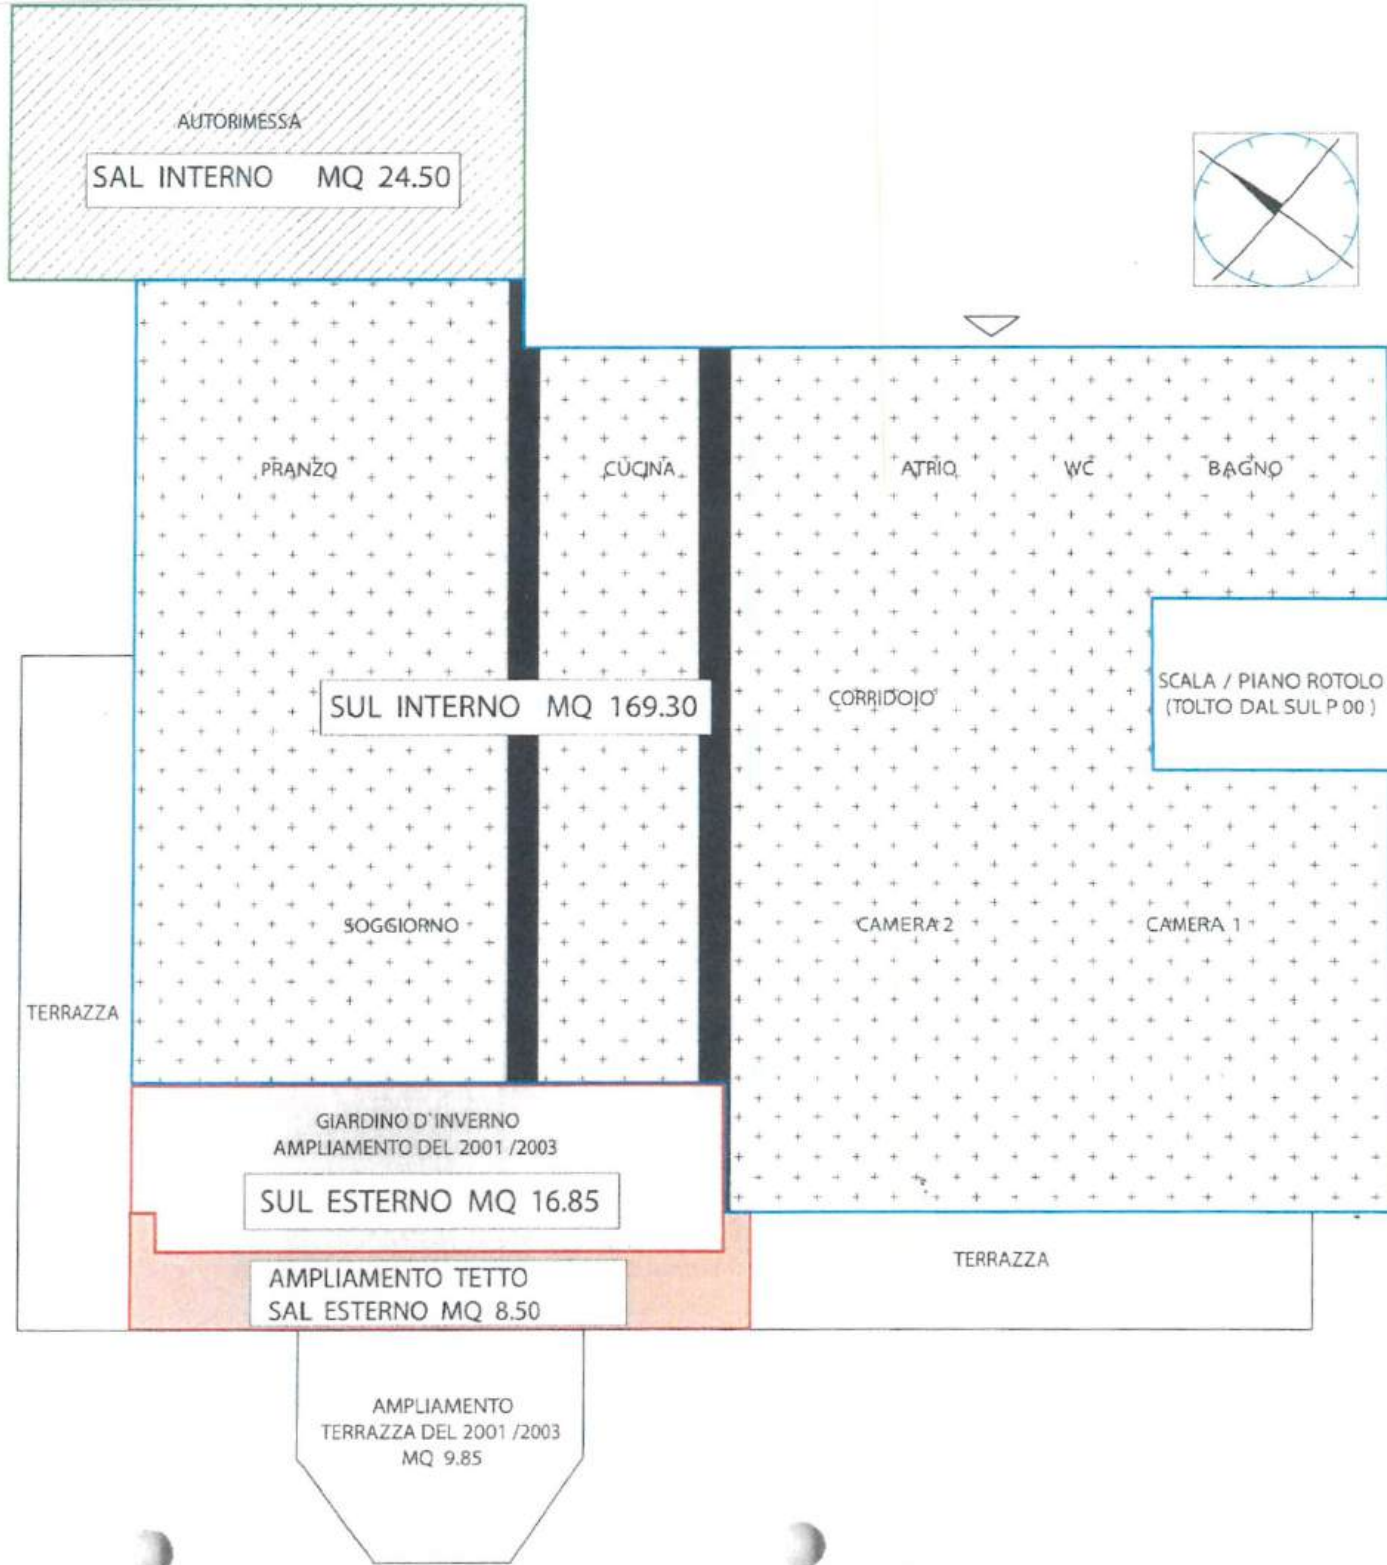 AUTORIMESSA
SAL INTERNO MQ 24.50
PRANZO
CUCINA
ATRIO
WC
BAGNO
SUL INTERNO MQ 169.30
CORRIDOIO
SCALA / PIANO ROTOLO
(TOLTO DAL SUL P 00 )
SOGGIORNO
CAMERA 2
CAMERA 1
TERRAZZA
GIARDINO D'INVERNO
AMPLIAMENTO DEL 2001 /2003
SUL ESTERNO MQ 16.85
TERRAZZA
AMPLIAMENTO TETTO
SAL ESTERNO MQ 8.50
AMPLIAMENTO
TERRAZZA DEL 2001 /2003
MQ 9.85